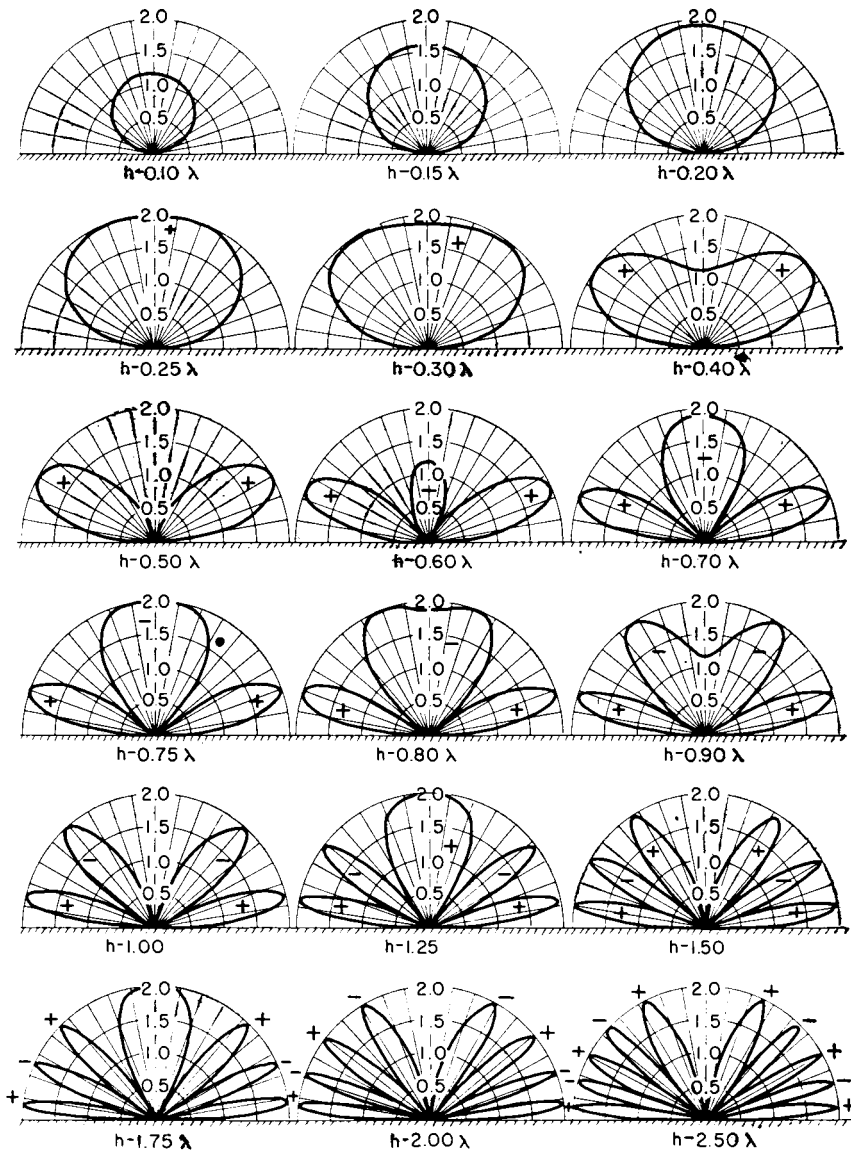 2.0 2.0 2.0
1.5 1.5 1.5
1.0 1.0 1.0
0.5 0.5 0.5
h-0.10 λ h-0.15 λ h-0.20 λ
2.0 + 2.0 2.0
1.5 1.5 + 1.5
1.0 1.0 + 1.0 +
0.5 0.5 0.5
h-0.25 λ h-0.30 λ h-0.40 λ
2.0 2.0 2.0
1.5 1.5 1.5 −
+ 1.0 + + 1.0 − + 1.0
0.5 0.5 + 0.5 +
h-0.50 λ h-0.60 λ h-0.70 λ
2.0 − 2.0 2.0
1.5 1.5 − − 1.5 −
1.0 1.0 1.0
+ 0.5 + + 0.5 + + 0.5 +
h-0.75 λ h-0.80 λ h-0.90 λ
2.0 2.0 2.0
1.5 1.5 + + 1.5 +
− 1.0 − − 1.0 − − 1.0 −
+ 0.5 + + 0.5 + + 0.5 +
h-1.00 h-1.25 h-1.50
2.0 − 2.0 − + 2.0 +
+ 1.5 + + 1.5 + − 1.5 −
− 1.0 − − 1.0 − + 1.0 +
+ 0.5 + + 0.5 + − 0.5 −
+ +
h-1.75 λ h-2.00 λ h-2.50 λ